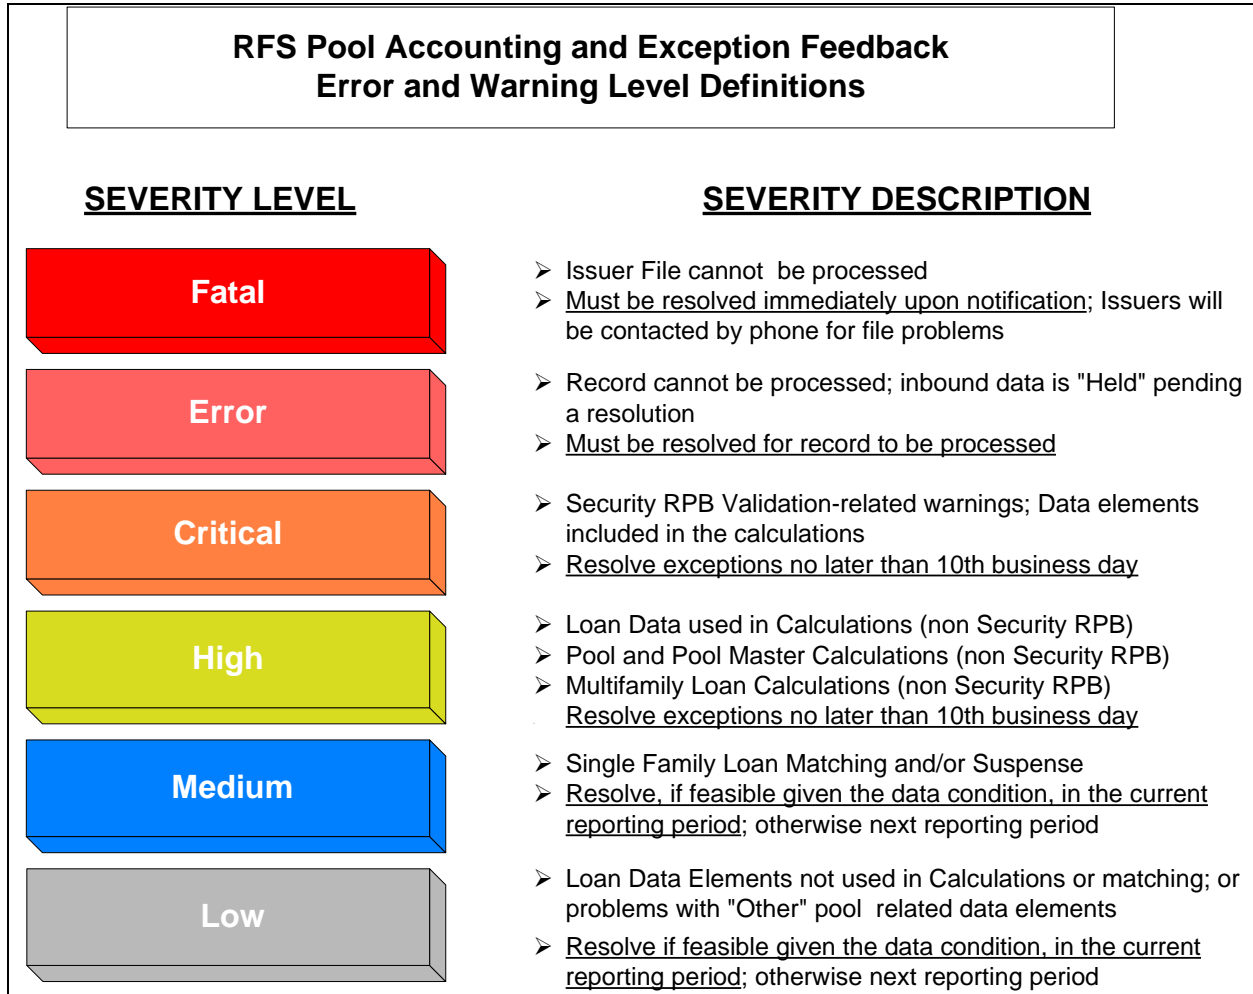 RFS Pool Accounting and Exception Feedback
Error and Warning Level Definitions
SEVERITY LEVEL
SEVERITY DESCRIPTION
Fatal
➢ Issuer File cannot  be processed
➢ Must be resolved immediately upon notification; Issuers will
be contacted by phone for file problems
Error
➢ Record cannot be processed; inbound data is "Held" pending
a resolution
➢ Must be resolved for record to be processed
Critical
➢ Security RPB Validation-related warnings; Data elements
included in the calculations
➢ Resolve exceptions no later than 10th business day
High
➢ Loan Data used in Calculations (non Security RPB)
➢ Pool and Pool Master Calculations (non Security RPB)
➢ Multifamily Loan Calculations (non Security RPB)
Resolve exceptions no later than 10th business day
Medium
➢ Single Family Loan Matching and/or Suspense
➢ Resolve, if feasible given the data condition, in the current
reporting period; otherwise next reporting period
Low
➢ Loan Data Elements not used in Calculations or matching; or
problems with "Other" pool  related data elements
➢ Resolve if feasible given the data condition, in the current
reporting period; otherwise next reporting period